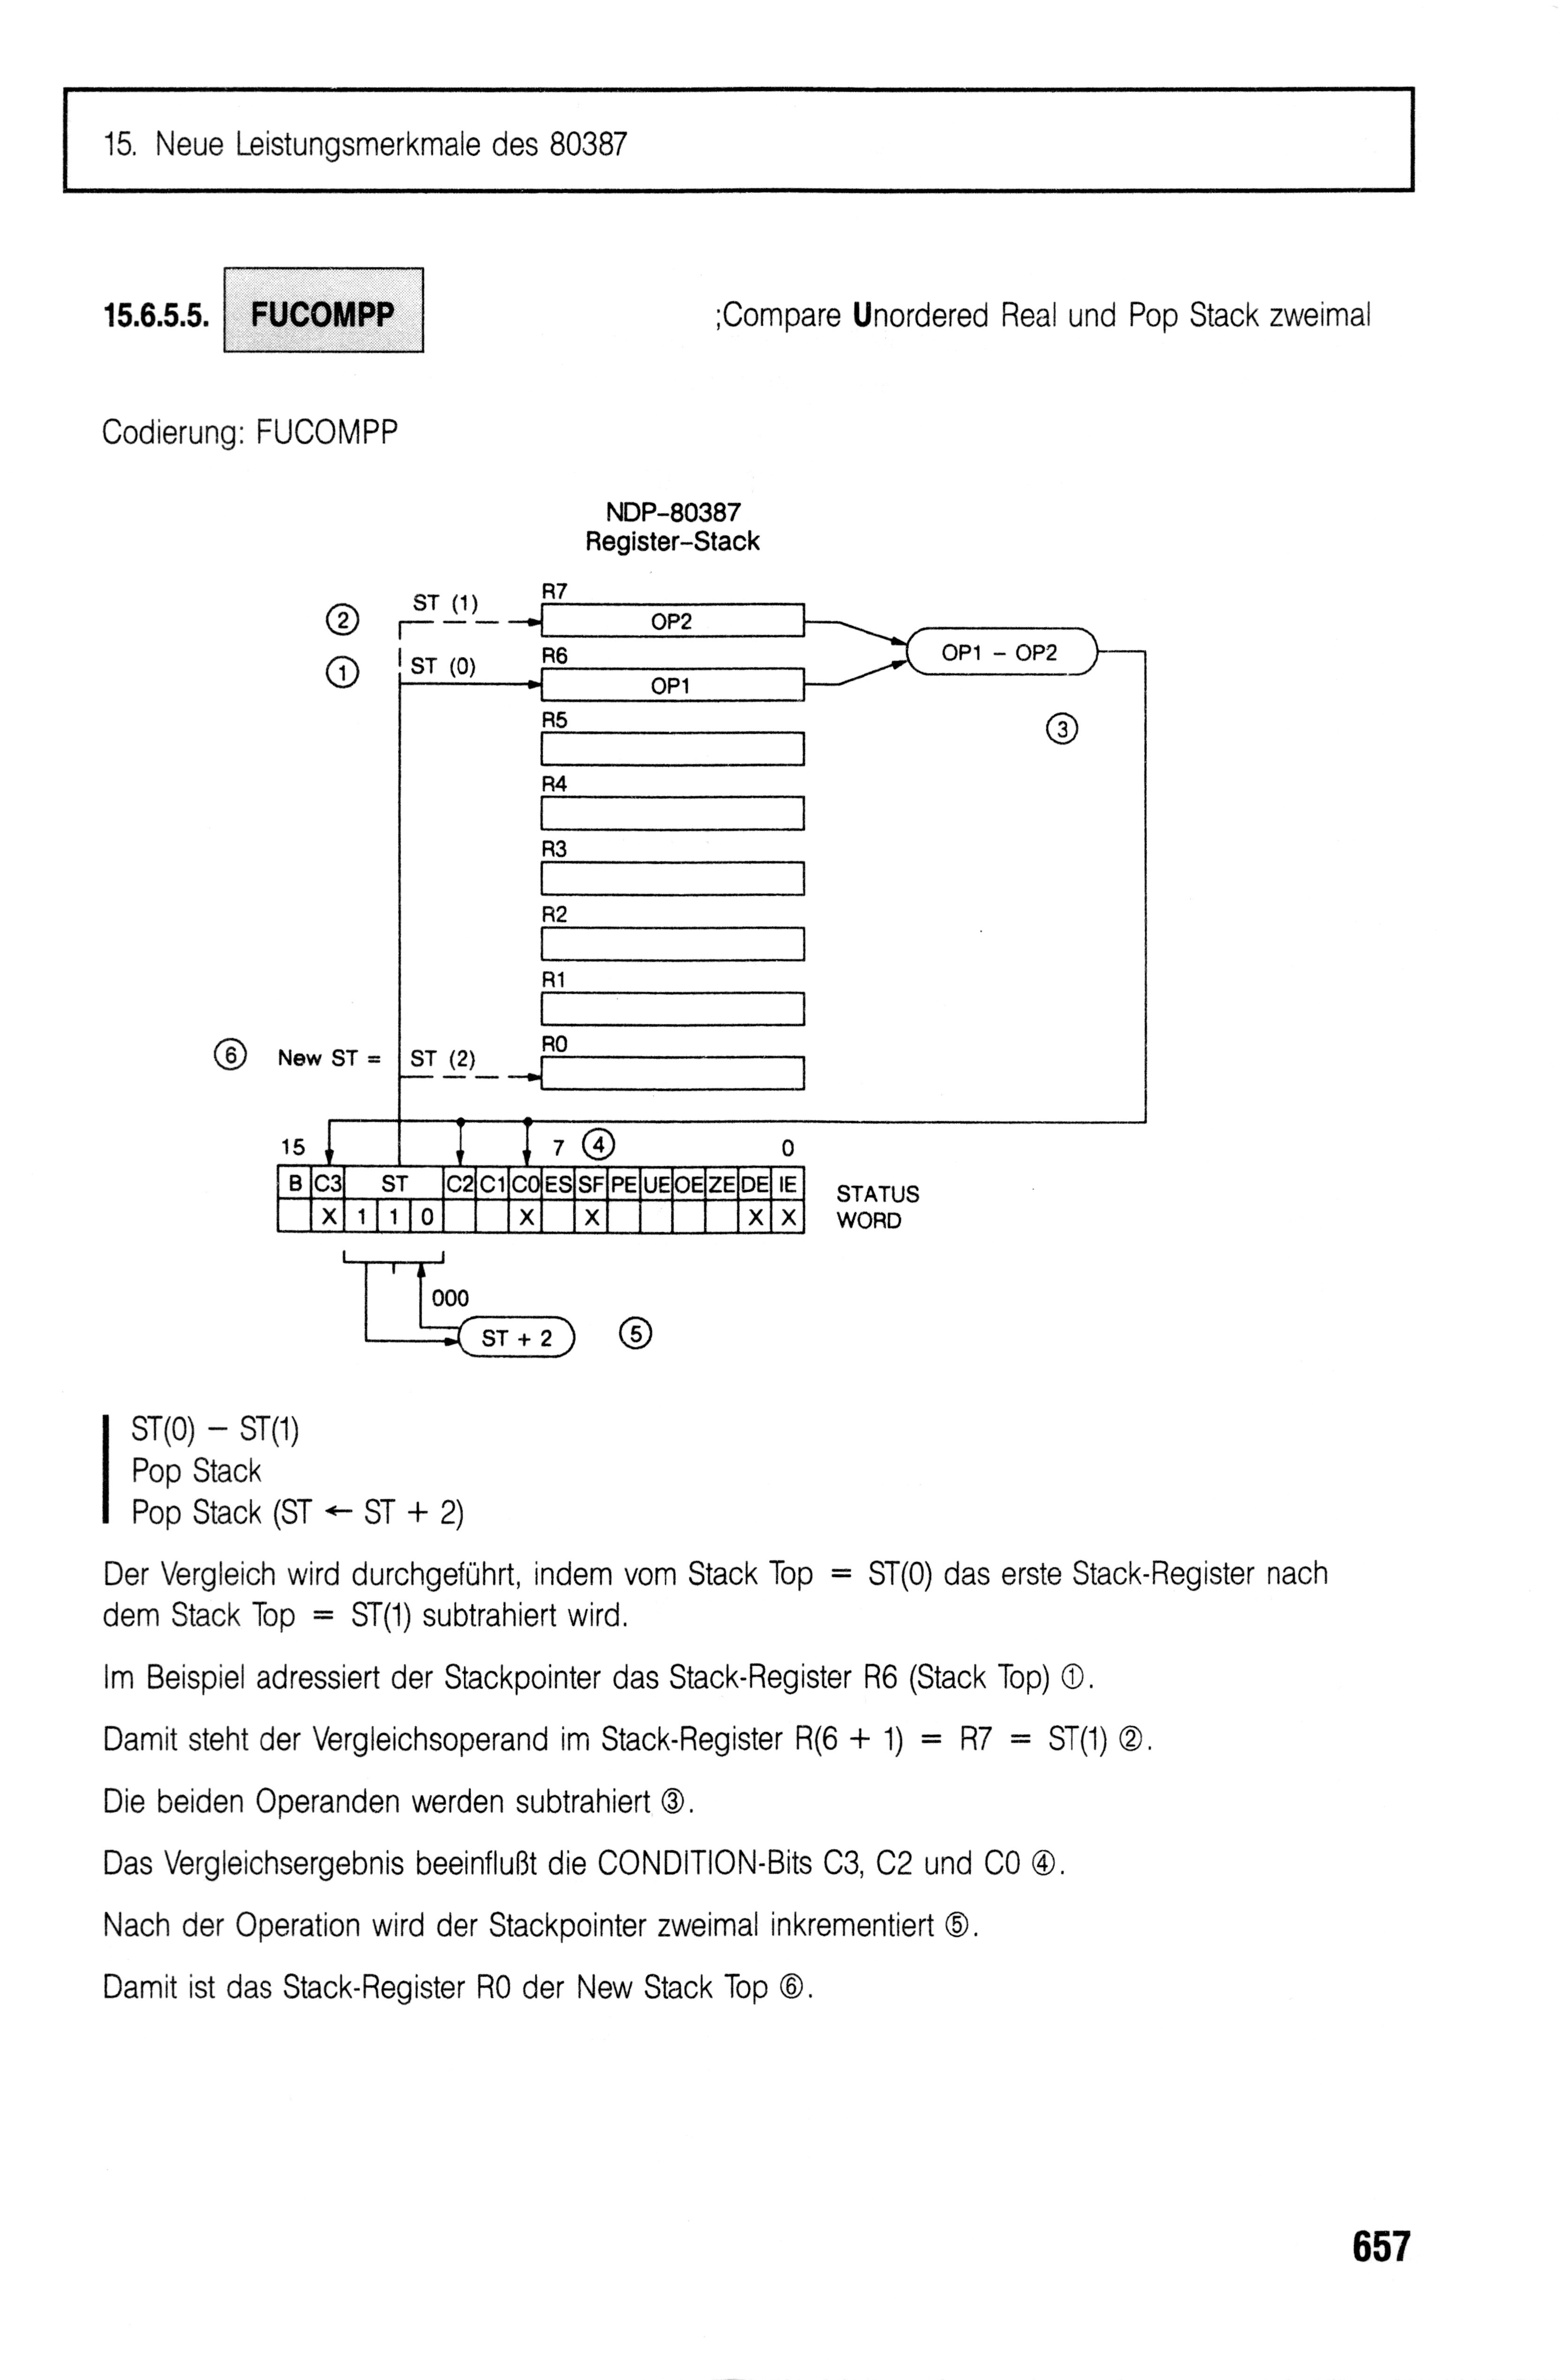 15. Neue Leistungsmerkmale des 80387
15.6.5.5. FUCOMPP ;Compare Unordered Real und Pop Stack zweimal
Codierung: FUCOMPP
NDP–80387
Register–Stack
R7
② ST (1) OP2
OP1 – OP2
R6
① ST (0) OP1
③
R5
R4
R3
R2
R1
R0
⑥ New ST = ST (2)
15 7 ④ 0
B C3 ST C2 C1 C0 ES SF PE UE OE ZE DE IE STATUS
X 1 1 0 X X X X WORD
000
ST + 2 ⑤
ST(0) – ST(1)
Pop Stack
Pop Stack (ST ← ST + 2)
Der Vergleich wird durchgeführt, indem vom Stack Top = ST(0) das erste Stack-Register nach
dem Stack Top = ST(1) subtrahiert wird.
Im Beispiel adressiert der Stackpointer das Stack-Register R6 (Stack Top) ①.
Damit steht der Vergleichsoperand im Stack-Register R(6 + 1) = R7 = ST(1) ②.
Die beiden Operanden werden subtrahiert ③.
Das Vergleichsergebnis beeinflußt die CONDITION-Bits C3, C2 und C0 ④.
Nach der Operation wird der Stackpointer zweimal inkrementiert ⑤.
Damit ist das Stack-Register R0 der New Stack Top ⑥.
657